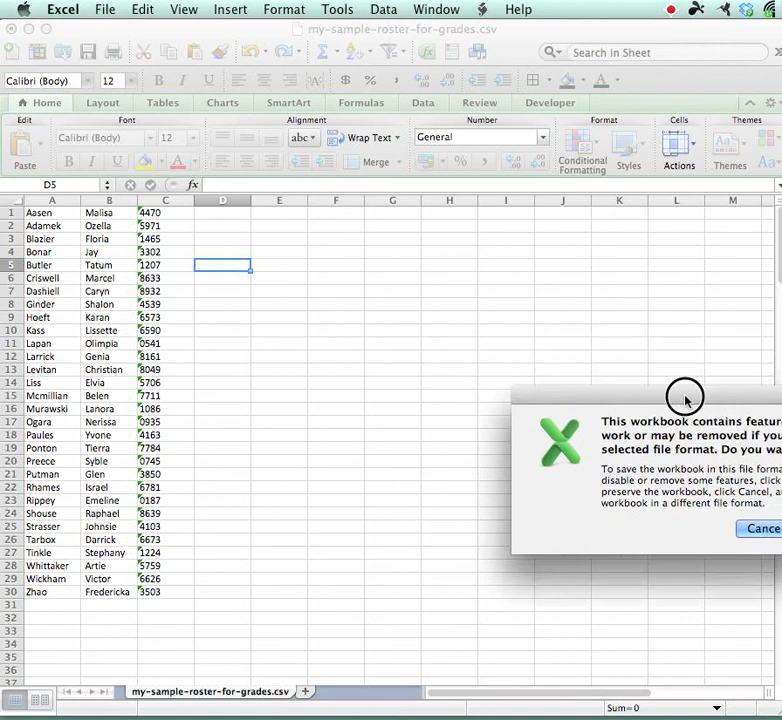 Excel File Edit View Insert Format Tools Data Window Help
my-sample-roster-for-grades.csv
Search in Sheet
Calibri (Body) 12 B I U $ %
Home Layout Tables Charts SmartArt Formulas Data Review Developer
Edit Font Alignment Number Format Cells Themes
Calibri (Body) 12 abc Wrap Text General
Paste B I U A Merge % Conditional Formatting Styles Actions Themes Aa
D5 fx
A B C D E F G H I J K L M
1 Aasen Malisa 4470
2 Adamek Ozella 5971
3 Blazier Floria 1465
4 Bonar Jay 3302
5 Butler Tatum 1207
6 Criswell Marcel 8633
7 Dashiell Caryn 8932
8 Ginder Shalon 4539
9 Hoeft Karan 6573
10 Kass Lissette 6590
11 Lapan Olimpia 0541
12 Larrick Genia 8161
13 Levitan Christian 8049
14 Liss Elvia 5706
15 Mcmillian Belen 7711
16 Murawski Lanora 1086
17 Ogara Nerissa 0935
18 Paules Yvone 4163
19 Ponton Tierra 7784
20 Preece Syble 0745
21 Putman Glen 3850
22 Rhames Israel 6781
23 Rippey Emeline 0187
24 Shouse Raphael 8639
25 Strasser Johnsie 4103
26 Tarbox Darrick 6673
27 Tinkle Stephany 1224
28 Whittaker Artie 5759
29 Wickham Victor 6626
30 Zhao Fredericka 3503
31
32
33
34
35
36
37
This workbook contains featur
work or may be removed if you
selected file format. Do you wa
To save the workbook in this file forma
disable or remove some features, click
preserve the workbook, click Cancel, a
workbook in a different file format.
Cance
my-sample-roster-for-grades.csv
Sum=0